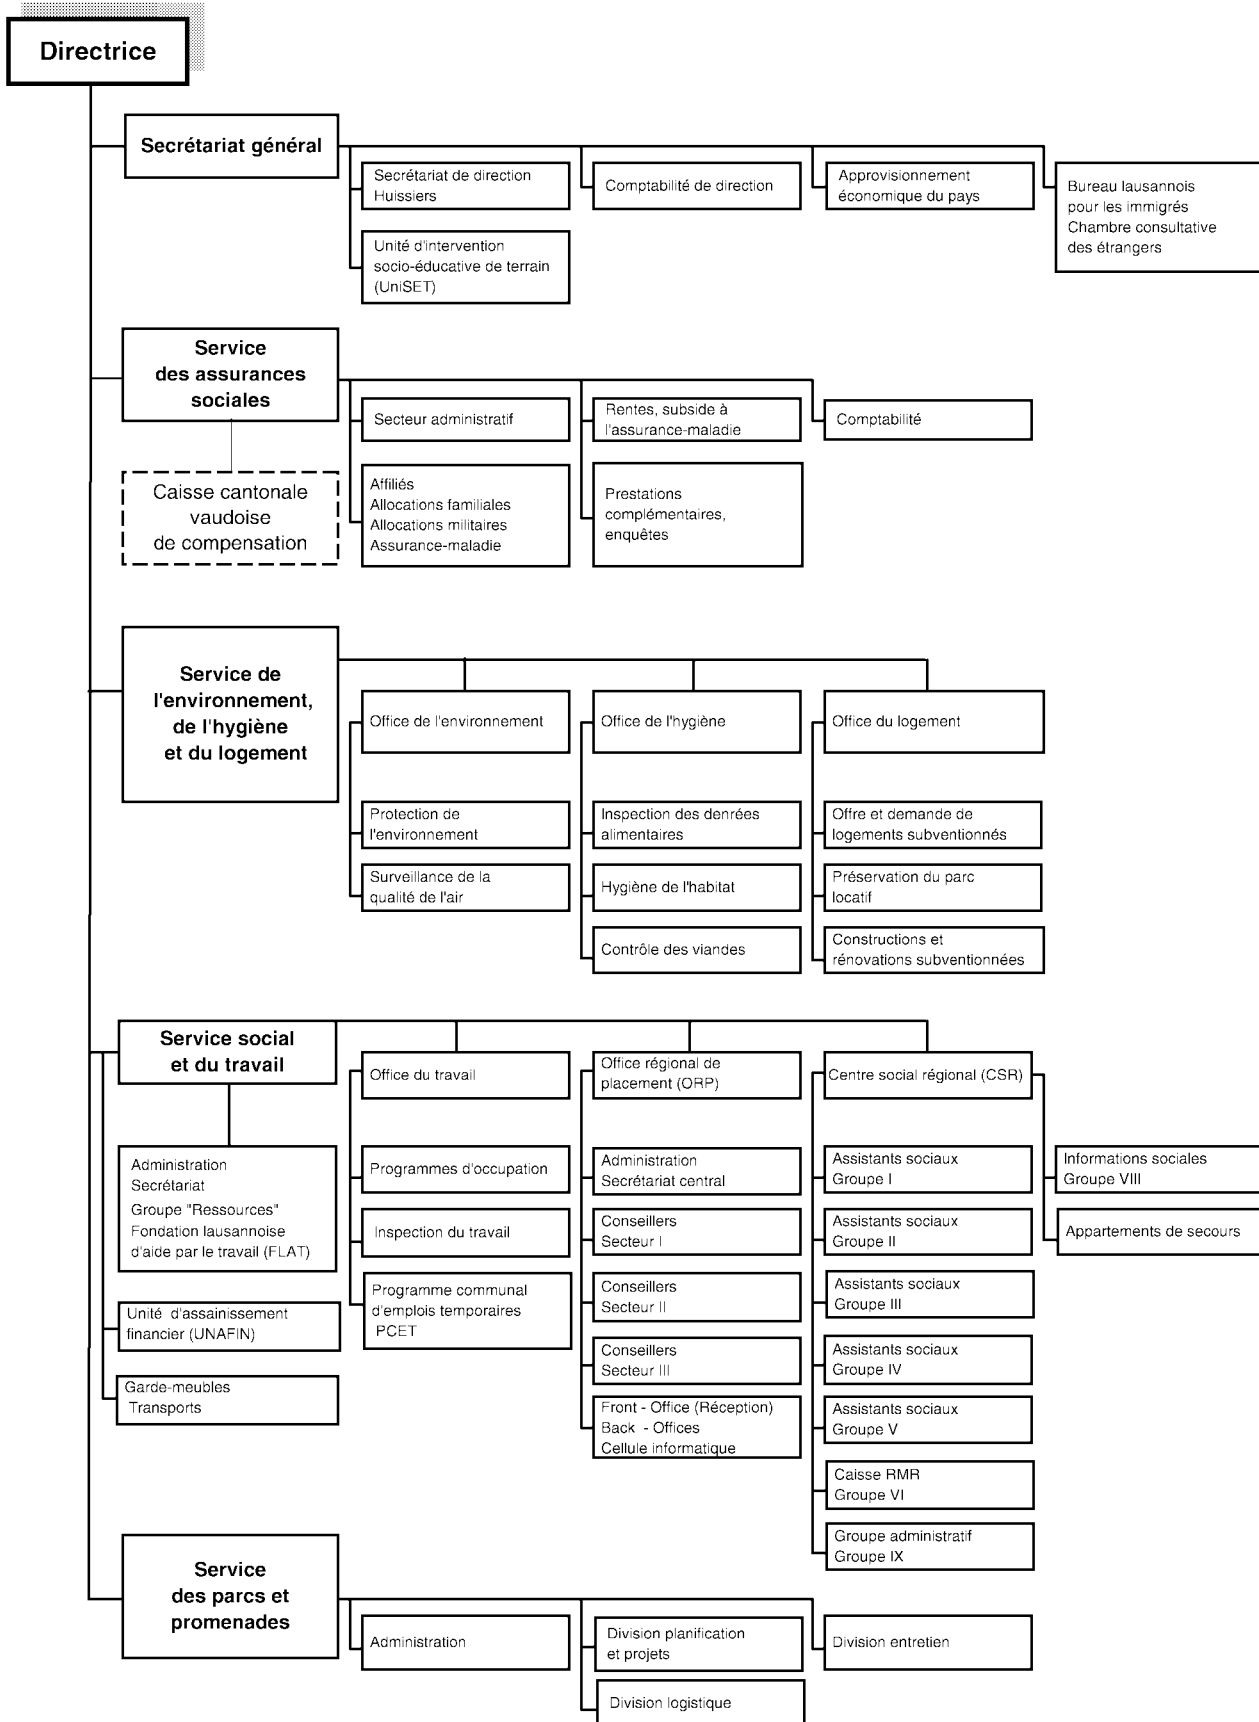 Directrice
Secrétariat général
Secrétariat de direction
Huissiers
Comptabilité de direction
Approvisionnement
économique du pays
Bureau lausannois
pour les immigrés
Chambre consultative
des étrangers
Unité d'intervention
socio-éducative de terrain
(UniSET)
Service
des assurances
sociales
Secteur administratif
Rentes, subside à
l'assurance-maladie
Comptabilité
Caisse cantonale
vaudoise
de compensation
Affiliés
Allocations familiales
Allocations militaires
Assurance-maladie
Prestations
complémentaires,
enquêtes
Service de
l'environnement,
de l'hygiène
et du logement
Office de l'environnement
Office de l'hygiène
Office du logement
Protection de
l'environnement
Inspection des denrées
alimentaires
Offre et demande de
logements subventionnés
Surveillance de la
qualité de l'air
Hygiène de l'habitat
Préservation du parc
locatif
Contrôle des viandes
Constructions et
rénovations subventionnées
Service social
et du travail
Office du travail
Office régional de
placement (ORP)
Centre social régional (CSR)
Administration
Secrétariat
Groupe "Ressources"
Fondation lausannoise
d'aide par le travail (FLAT)
Programmes d'occupation
Administration
Secrétariat central
Assistants sociaux
Groupe I
Informations sociales
Groupe VIII
Inspection du travail
Conseillers
Secteur I
Assistants sociaux
Groupe II
Appartements de secours
Unité d'assainissement
financier (UNAFIN)
Programme communal
d'emplois temporaires
PCET
Conseillers
Secteur II
Assistants sociaux
Groupe III
Garde-meubles
Transports
Conseillers
Secteur III
Assistants sociaux
Groupe IV
Front - Office (Réception)
Back - Offices
Cellule informatique
Assistants sociaux
Groupe V
Caisse RMR
Groupe VI
Groupe administratif
Groupe IX
Service
des parcs et
promenades
Administration
Division planification
et projets
Division entretien
Division logistique